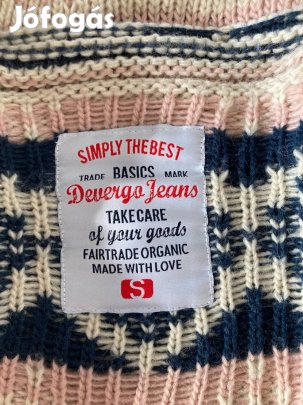 Jófogás
SIMPLY THE BEST
TRADE BASICS MARK
Devergo Jeans
TAKE CARE
of your goods
FAIRTRADE ORGANIC
MADE WITH LOVE
S